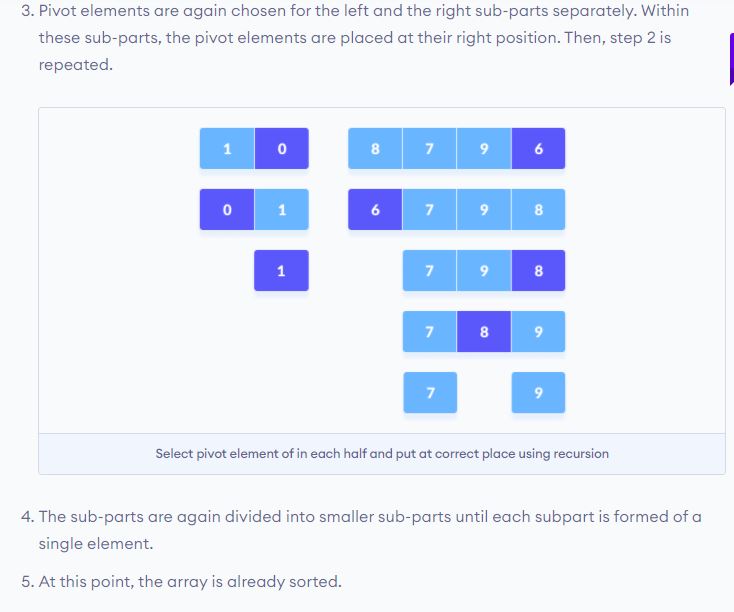 3. Pivot elements are again chosen for the left and the right sub-parts separately. Within
these sub-parts, the pivot elements are placed at their right position. Then, step 2 is
repeated.
1 0 8 7 9 6
0 1 6 7 9 8
1 7 9 8
7 8 9
7 9
Select pivot element of in each half and put at correct place using recursion
4. The sub-parts are again divided into smaller sub-parts until each subpart is formed of a
single element.
5. At this point, the array is already sorted.